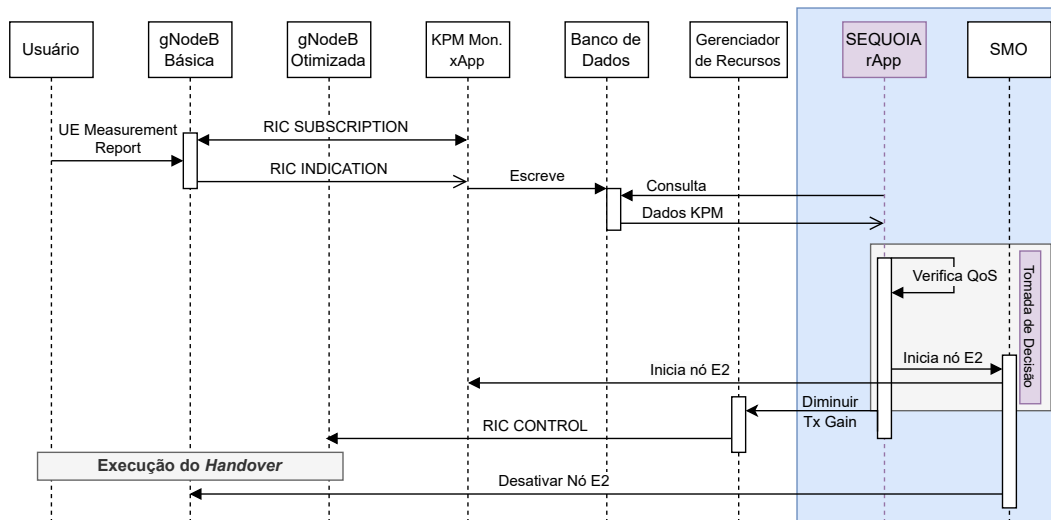 Usuário
gNodeB
Básica
gNodeB
Otimizada
KPM Mon.
xApp
Banco de
Dados
Gerenciador
de Recursos
SEQUOIA
rApp
SMO
UE Measurement
Report
RIC SUBSCRIPTION
RIC INDICATION
Escreve
Consulta
Dados KPM
Verifica QoS
Tomada de Decisão
Inicia nó E2
Inicia nó E2
Diminuir
Tx Gain
RIC CONTROL
Execução do Handover
Desativar Nó E2